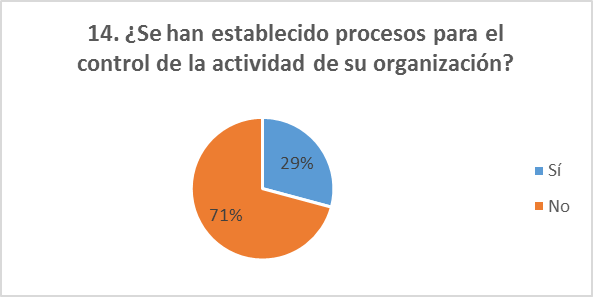 14. ¿Se han establecido procesos para el
control de la actividad de su organización?
29%
71%
Sí
No